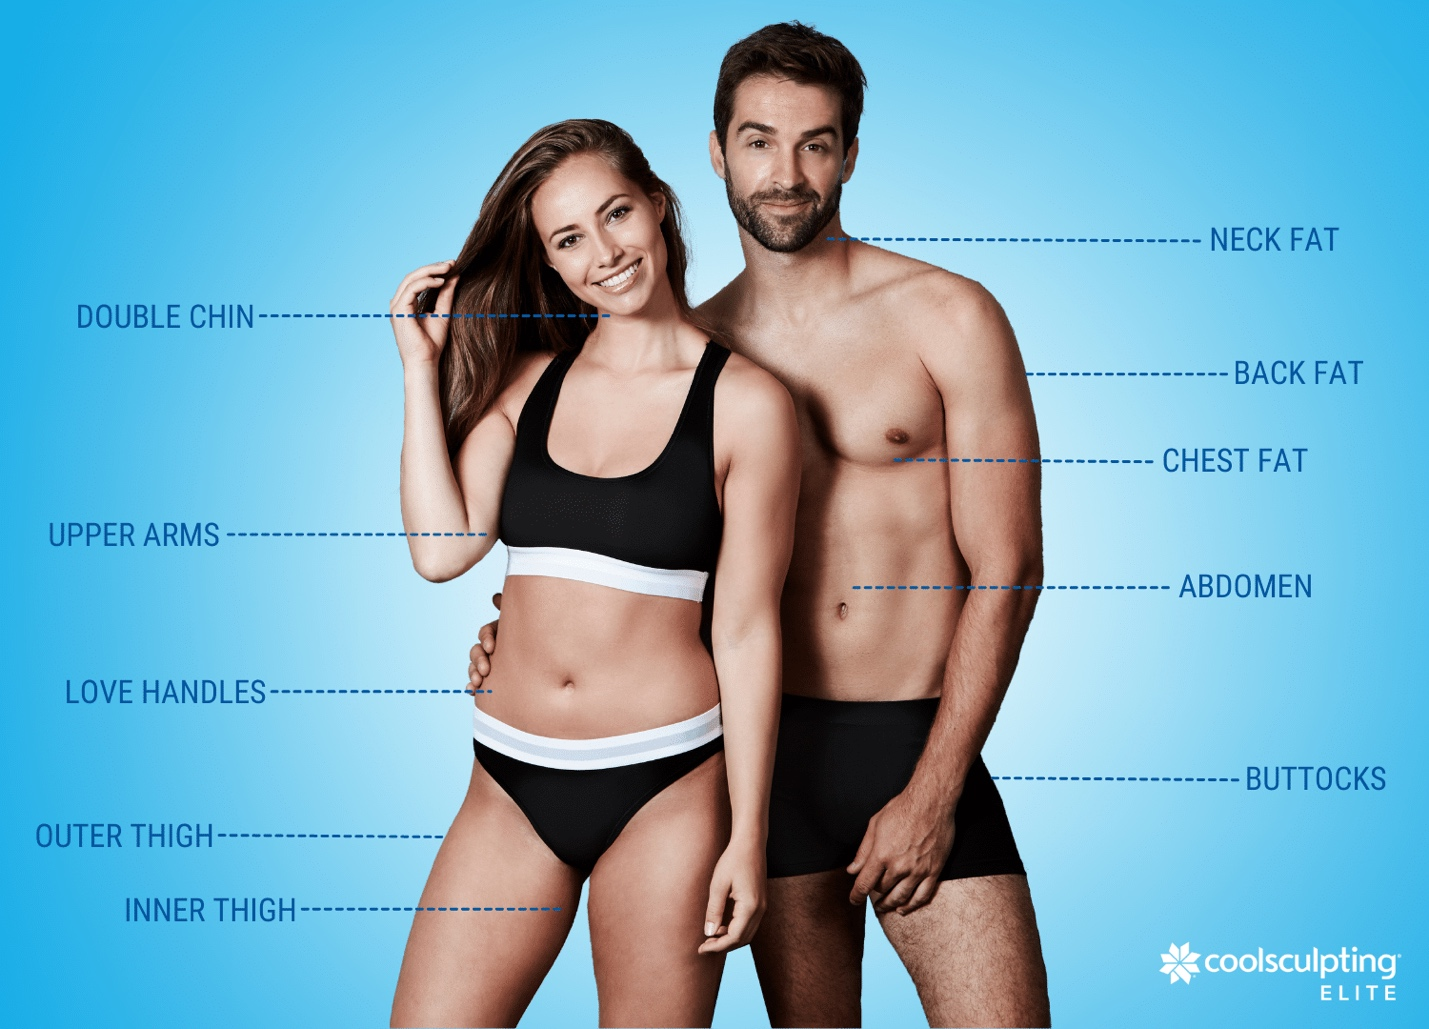 NECK FAT
DOUBLE CHIN
BACK FAT
CHEST FAT
UPPER ARMS
ABDOMEN
LOVE HANDLES
BUTTOCKS
OUTER THIGH
INNER THIGH
coolsculpting
ELITE